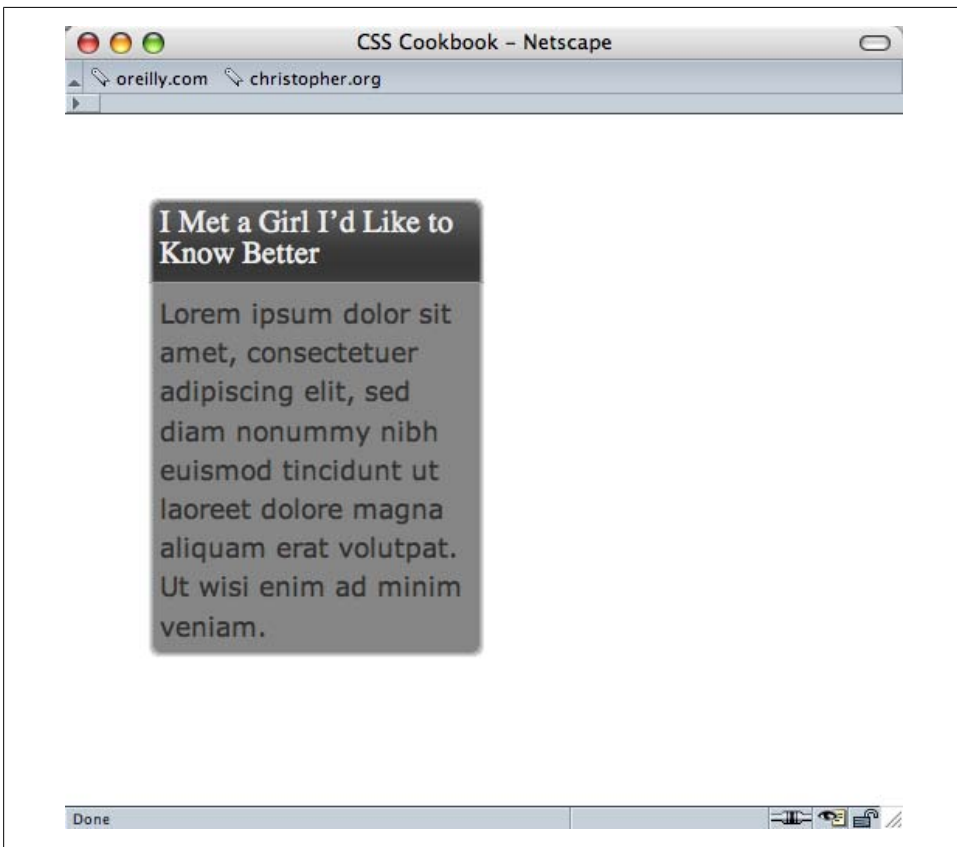 CSS Cookbook – Netscape
oreilly.com christopher.org
I Met a Girl I’d Like to
Know Better
Lorem ipsum dolor sit
amet, consectetuer
adipiscing elit, sed
diam nonummy nibh
euismod tincidunt ut
laoreet dolore magna
aliquam erat volutpat.
Ut wisi enim ad minim
veniam.
Done